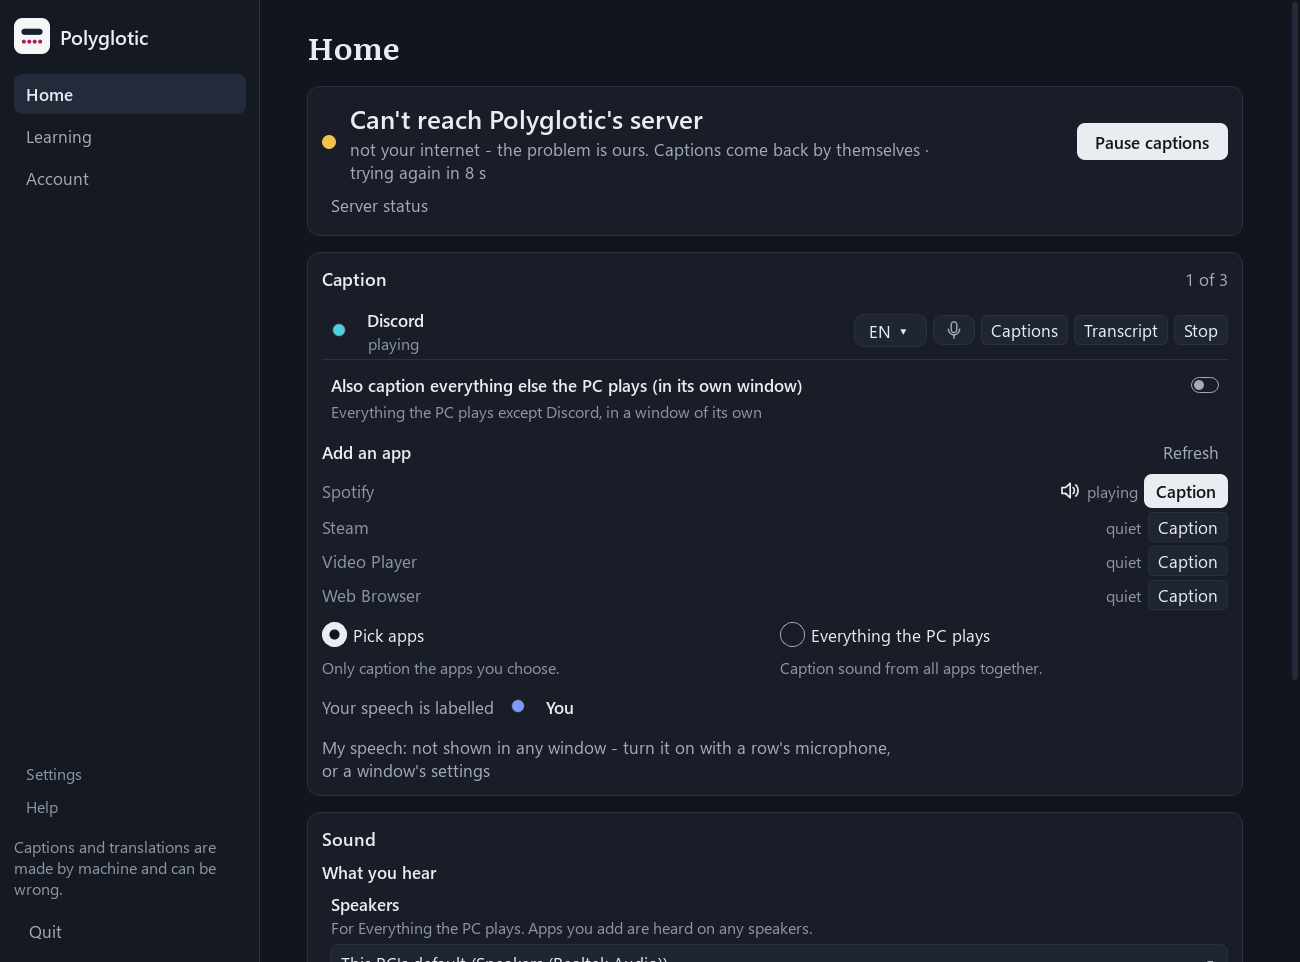 Polyglotic
Home
Learning
Account
Settings
Help
Captions and translations are
made by machine and can be
wrong.
Quit
Home
Can't reach Polyglotic's server
not your internet - the problem is ours. Captions come back by themselves ·
trying again in 8 s
Pause captions
Server status
Caption
1 of 3
Discord
playing
EN ▾
Captions
Transcript
Stop
Also caption everything else the PC plays (in its own window)
Everything the PC plays except Discord, in a window of its own
Add an app
Refresh
Spotify
playing
Caption
Steam
quiet
Caption
Video Player
quiet
Caption
Web Browser
quiet
Caption
Pick apps
Only caption the apps you choose.
Everything the PC plays
Caption sound from all apps together.
Your speech is labelled
You
My speech: not shown in any window - turn it on with a row's microphone,
or a window's settings
Sound
What you hear
Speakers
For Everything the PC plays. Apps you add are heard on any speakers.
This PC's default (Speakers (Realtek Audio))